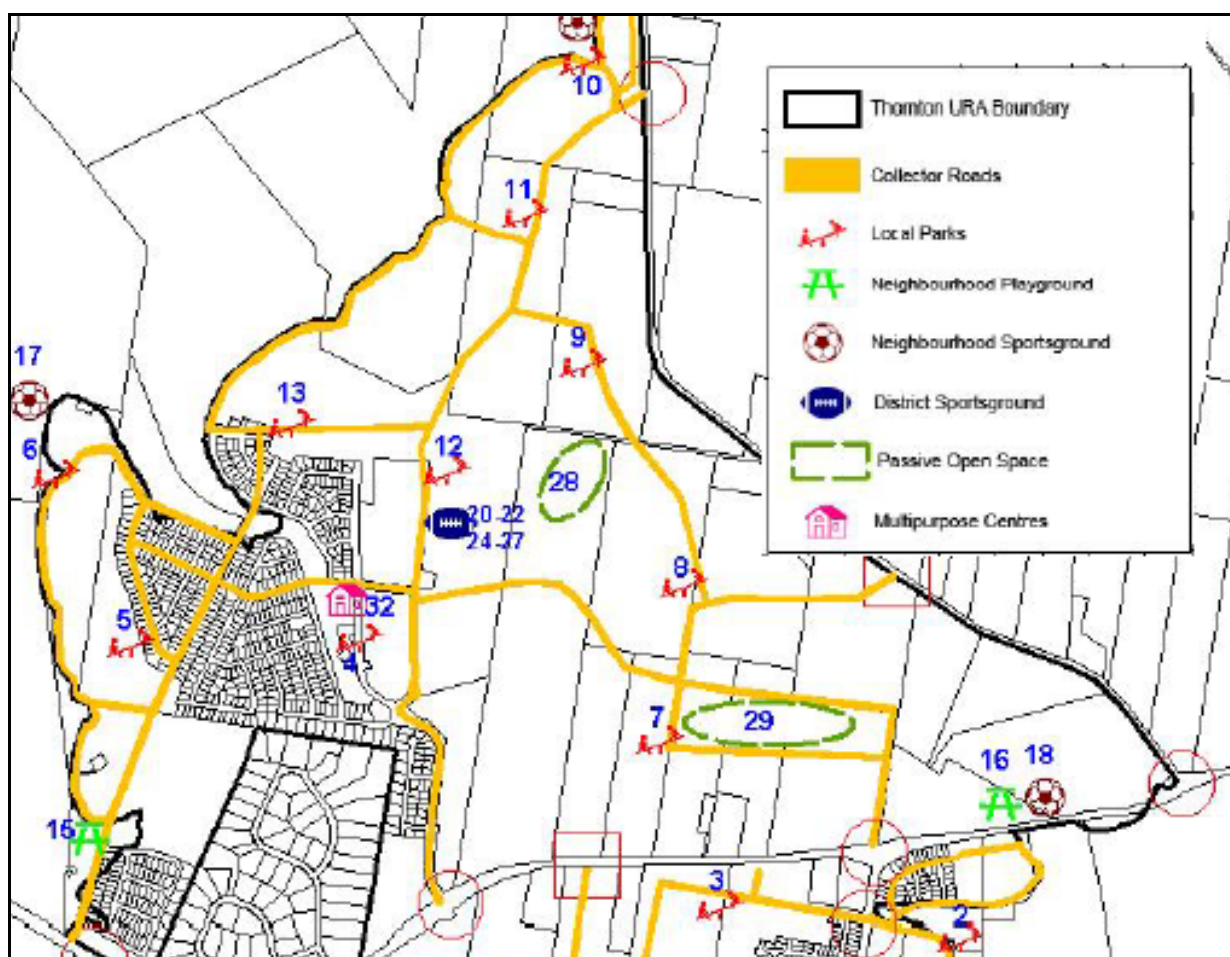 10
Thornton URA Boundary
Collector Roads
11
Local Parks
Neighbourhood Playground
9
Neighbourhood Sportsground
17
13
District Sportsground
6
12
28
Passive Open Space
20-22
24-27
Multipurpose Centres
8
32
5
4
7
29
16 18
15
3
2